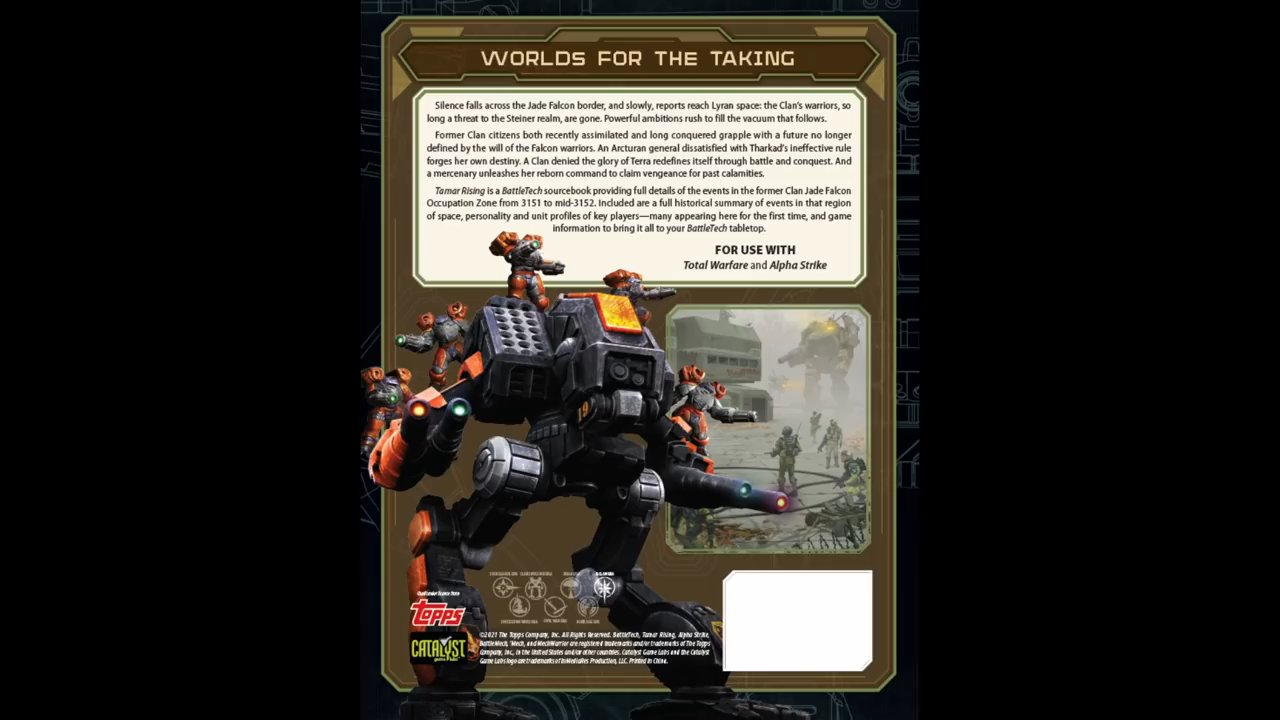 WORLDS FOR THE TAKING
Silence falls across the Jade Falcon border, and slowly, reports reach Lyran space: the Clan's warriors, so
long a threat to the Steiner realm, are gone. Powerful ambitions rush to fill the vacuum that follows.
Former Clan citizens both recently assimilated and long conquered grapple with a future no longer
defined by the will of the Falcon warriors. An Arcturan general dissatisfied with Tharkad's ineffective rule
forges her own destiny. A Clan denied the glory of Terra redefines itself through battle and conquest. And
a mercenary unleashes her reborn command to claim vengeance for past calamities.
Tamar Rising is a BattleTech sourcebook providing full details of the events in the former Clan Jade Falcon
Occupation Zone from 3151 to mid-3152. Included are a full historical summary of events in that region
of space, personality and unit profiles of key players—many appearing here for the first time, and game
information to bring it all to your BattleTech tabletop.
FOR USE WITH
Total Warfare and Alpha Strike
19
topps
CATALYST
game labs
©2021 The Topps Company, Inc. All Rights Reserved. BattleTech, Tamar Rising, Alpha Strike,
BattleMech, 'Mech, and MechWarrior are registered trademarks and/or trademarks of The Topps
Company, Inc., in the United States and/or other countries. Catalyst Game Labs and the Catalyst
Game Labs logo are trademarks of InMediaRes Production, LLC. Printed in China.